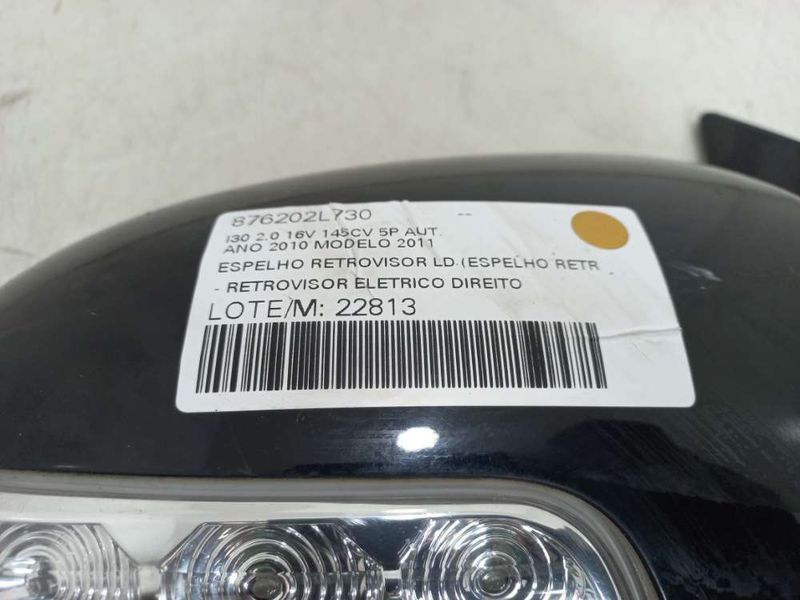 876202L730
I30 2.0 16V 145CV 5P AUT.
ANO 2010 MODELO 2011
ESPELHO RETROVISOR LD (ESPELHO RETR
- RETROVISOR ELETRICO DIREITO
LOTE/M: 22813